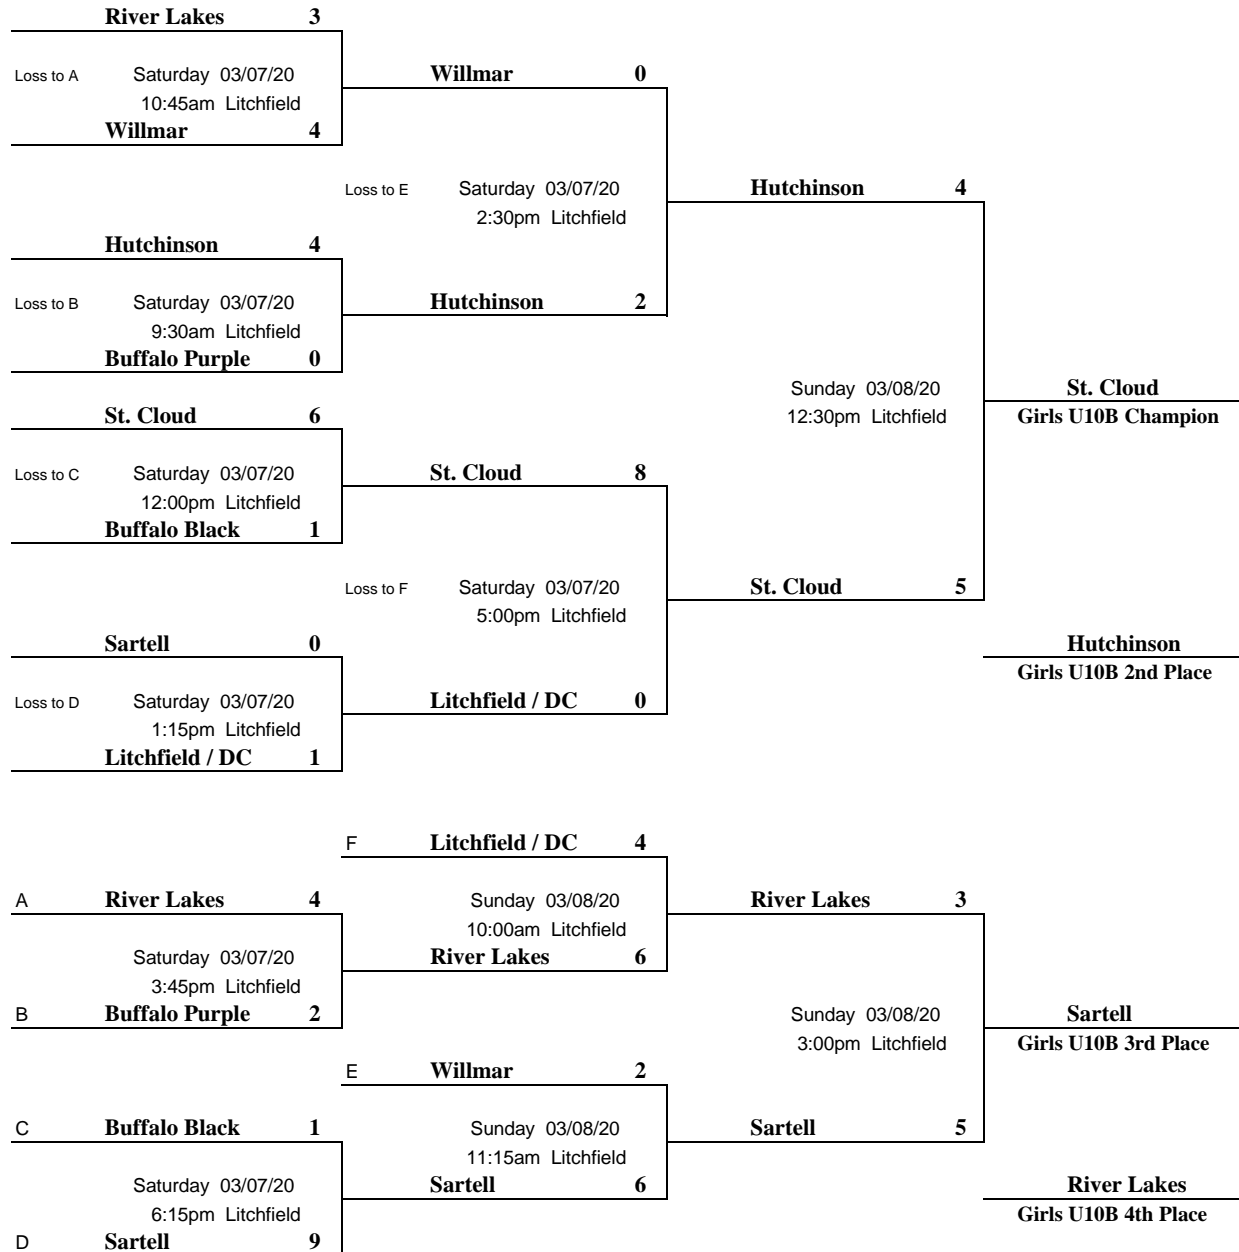 River Lakes 3
Loss to A Saturday 03/07/20 Willmar 0
10:45am Litchfield
Willmar 4
Loss to E Saturday 03/07/20 Hutchinson 4
2:30pm Litchfield
Hutchinson 4
Loss to B Saturday 03/07/20 Hutchinson 2
9:30am Litchfield
Buffalo Purple 0
Sunday 03/08/20 St. Cloud
St. Cloud 6 12:30pm Litchfield Girls U10B Champion
Loss to C Saturday 03/07/20 St. Cloud 8
12:00pm Litchfield
Buffalo Black 1
Loss to F Saturday 03/07/20 St. Cloud 5
5:00pm Litchfield
Sartell 0 Hutchinson
Girls U10B 2nd Place
Loss to D Saturday 03/07/20 Litchfield / DC 0
1:15pm Litchfield
Litchfield / DC 1
F Litchfield / DC 4
A River Lakes 4 Sunday 03/08/20 River Lakes 3
10:00am Litchfield
Saturday 03/07/20 River Lakes 6
3:45pm Litchfield
B Buffalo Purple 2 Sunday 03/08/20 Sartell
3:00pm Litchfield Girls U10B 3rd Place
E Willmar 2
C Buffalo Black 1 Sunday 03/08/20 Sartell 5
11:15am Litchfield
Saturday 03/07/20 Sartell 6 River Lakes
6:15pm Litchfield Girls U10B 4th Place
D Sartell 9